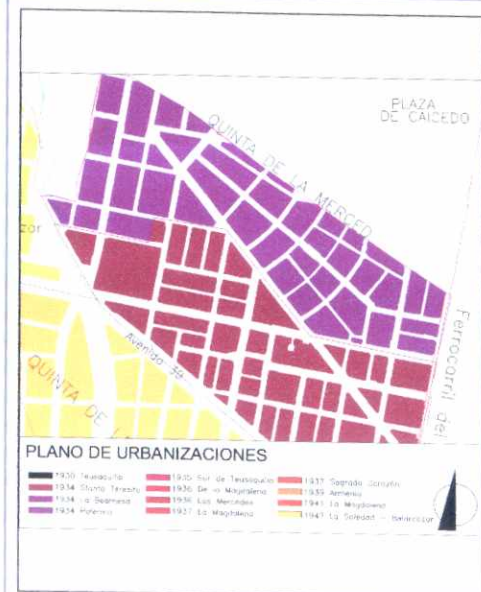 PLAZA
DE CAICEDO
QUINTA DE LA MERCED
zar
Avenida 39
QUINTA DE LA
Ferrocarril del
PLANO DE URBANIZACIONES
1930 Teusaquillo
1934 Santa Teresita
1934
1934 Palermo
1935 Sur de Teusaquillo
1936 De la Magdalena
1936 Las Mercedes
1937 La Magdalena
1937 Sagrado Corazón
1939 Armenia
1941 La Magdalena
1947 La Soledad -